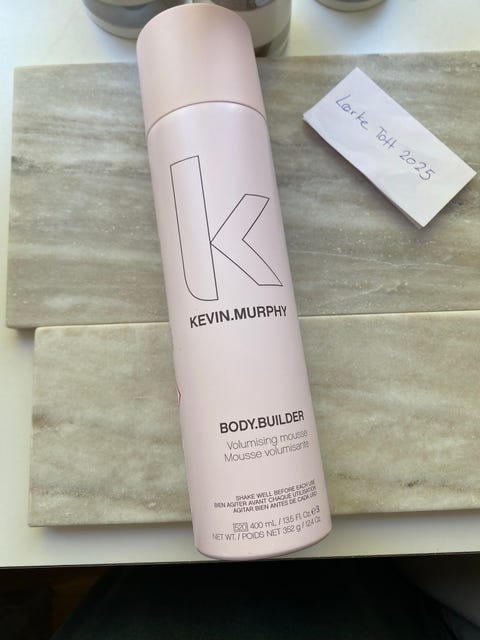 Lærke Toft 2025
KEVIN.MURPHY
BODY.BUILDER
Volumising mousse
Mousse volumisante
SHAKE WELL BEFORE EACH USE
BIEN AGITER AVANT CHAQUE UTILISATION
AGITAR BIEN ANTES DE CADA USO
520 400 mL / 13.5 Fl. Oz. ℮ 3
NET WT. / POIDS NET 352 g / 12.4 Oz